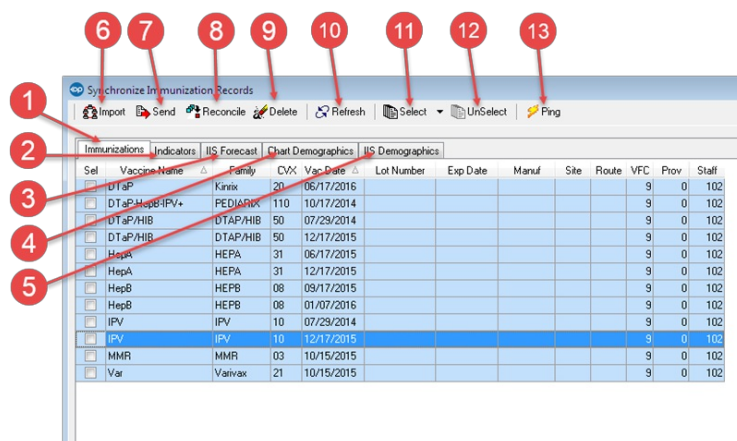 6 7 8 9 10 11 12 13
Synchronize Immunization Records
Import Send Reconcile Delete Refresh Select UnSelect Ping
1
Immunizations Indicators IIS Forecast Chart Demographics IIS Demographics
2
Sel Vaccine Name Family CVX Vac Date Lot Number Exp Date Manuf Site Route VFC Prov Staff
DTaP Kinrix 20 06/17/2016 9 0 102
3
DTaP-HepB-IPV+ PEDIARIX 110 10/17/2014 9 0 102
DTaP/HIB DTAP/HIB 50 07/29/2014 9 0 102
4
DTaP/HIB DTAP/HIB 50 12/17/2015 9 0 102
HepA HEPA 31 06/17/2015 9 0 102
HepA HEPA 31 12/17/2015 9 0 102
5
HepB HEPB 08 09/17/2015 9 0 102
HepB HEPB 08 01/07/2016 9 0 102
IPV IPV 10 07/29/2014 9 0 102
IPV IPV 10 12/17/2015 9 0 102
MMR MMR 03 10/15/2015 9 0 102
Var Varivax 21 10/15/2015 9 0 102